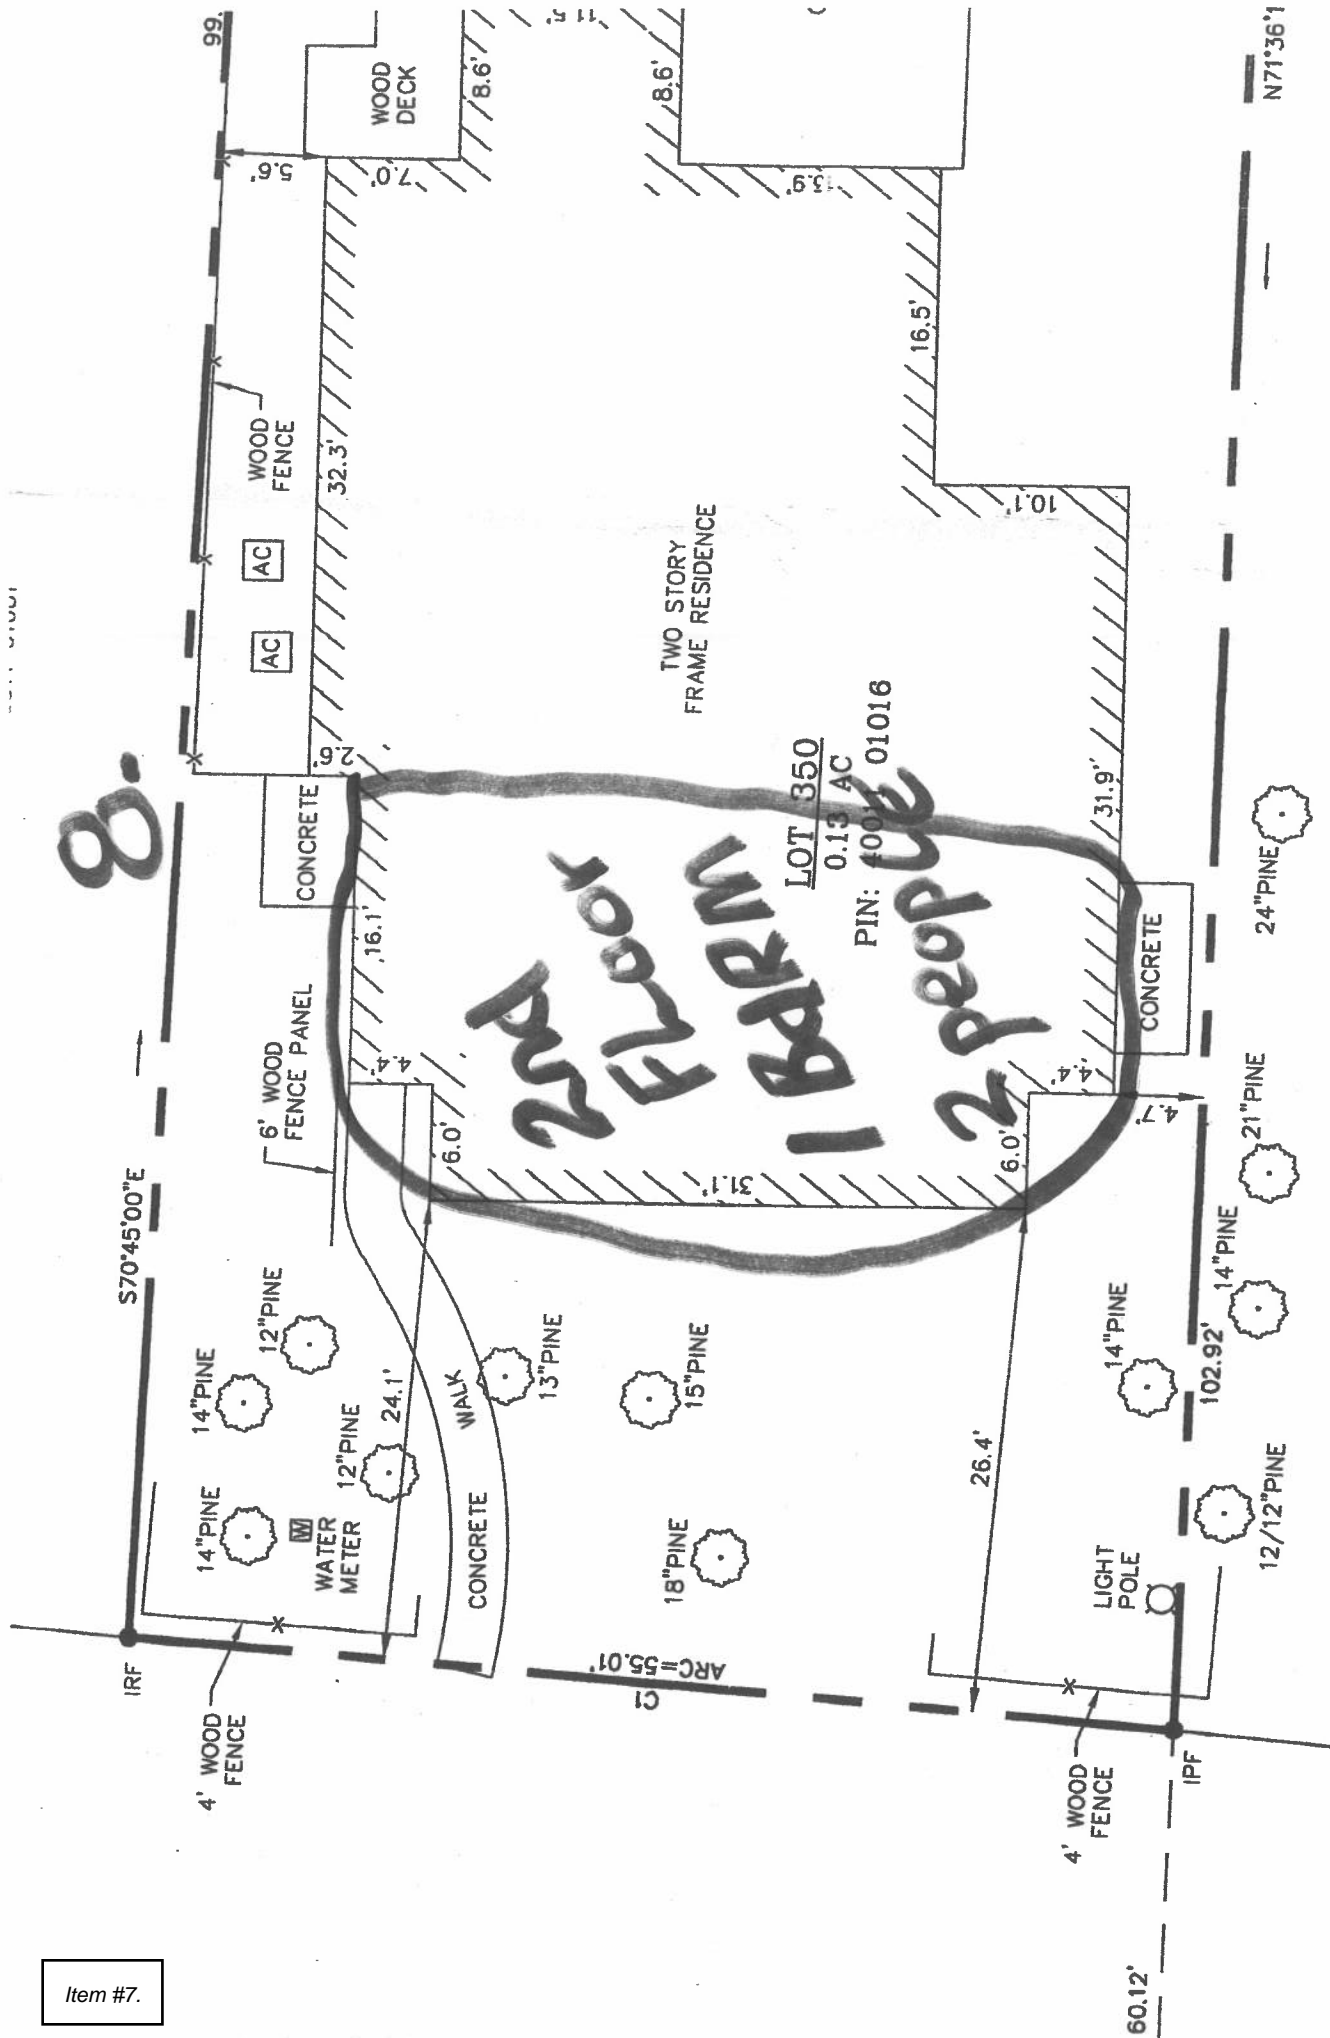 99.
WOOD
DECK
8.6'
11.5'
8.6'
N71°36'1
5.6'
7.0'
13.9'
WOOD
FENCE
32.3'
16.5'
10.1'
AC
AC
TWO STORY
FRAME RESIDENCE
8.
2.6'
LOT 350
0.13 AC
PIN: 01016
31.9'
24"PINE
CONCRETE
16.1'
2nd
FLoor
1 BdRM
2 PeopLe
CONCRETE
6' WOOD
FENCE PANEL
4.4'
6.0'
31.1'
6.0'
4.4'
4.7'
21"PINE
S70°45'00"E
14"PINE
12"PINE
14"PINE
12"PINE
WATER
METER
W
24.1'
CONCRETE
WALK
13"PINE
15"PINE
18"PINE
26.4'
14"PINE
14"PINE
102.92'
12/12"PINE
LIGHT
POLE
IRF
4' WOOD
FENCE
ARC=55.01'
C1
4' WOOD
FENCE
IPF
60.12'
Item #7.